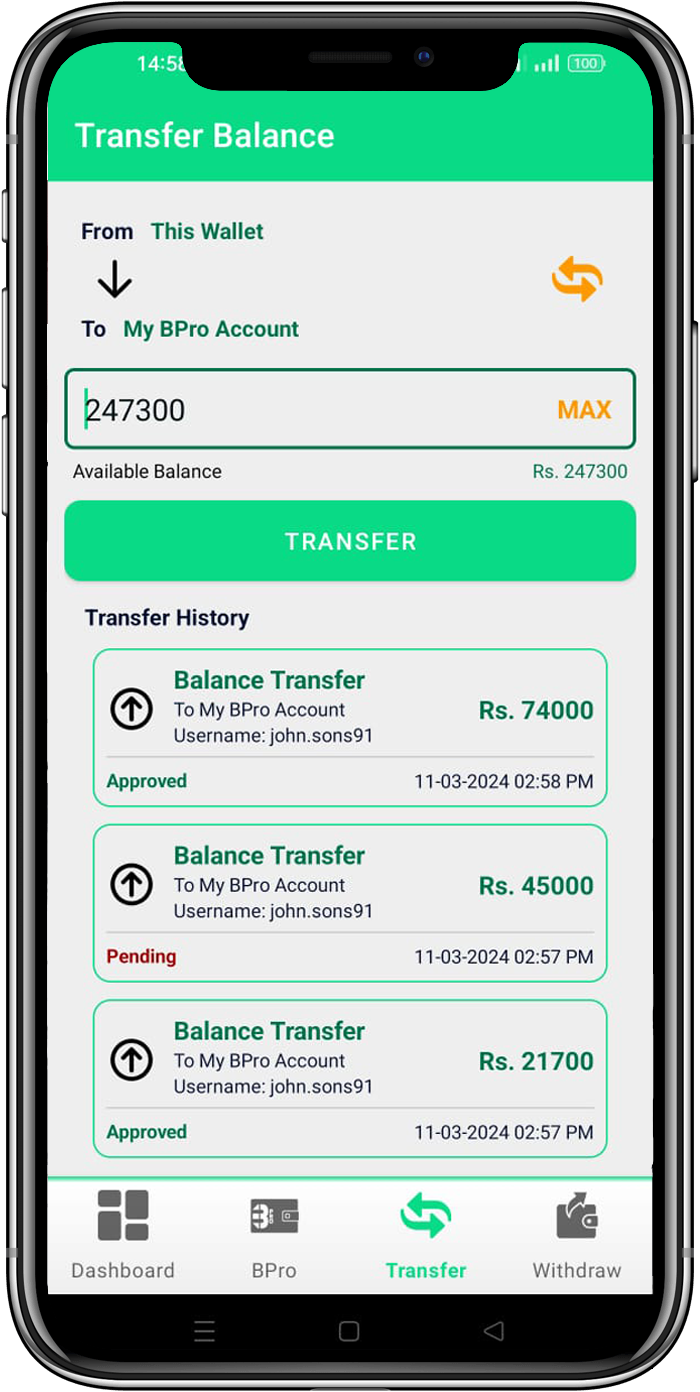 14:58
100
Transfer Balance
From This Wallet
To My BPro Account
247300 MAX
Available Balance Rs. 247300
TRANSFER
Transfer History
Balance Transfer
To My BPro Account Rs. 74000
Username: john.sons91
Approved 11-03-2024 02:58 PM
Balance Transfer
To My BPro Account Rs. 45000
Username: john.sons91
Pending 11-03-2024 02:57 PM
Balance Transfer
To My BPro Account Rs. 21700
Username: john.sons91
Approved 11-03-2024 02:57 PM
Dashboard BPro Transfer Withdraw